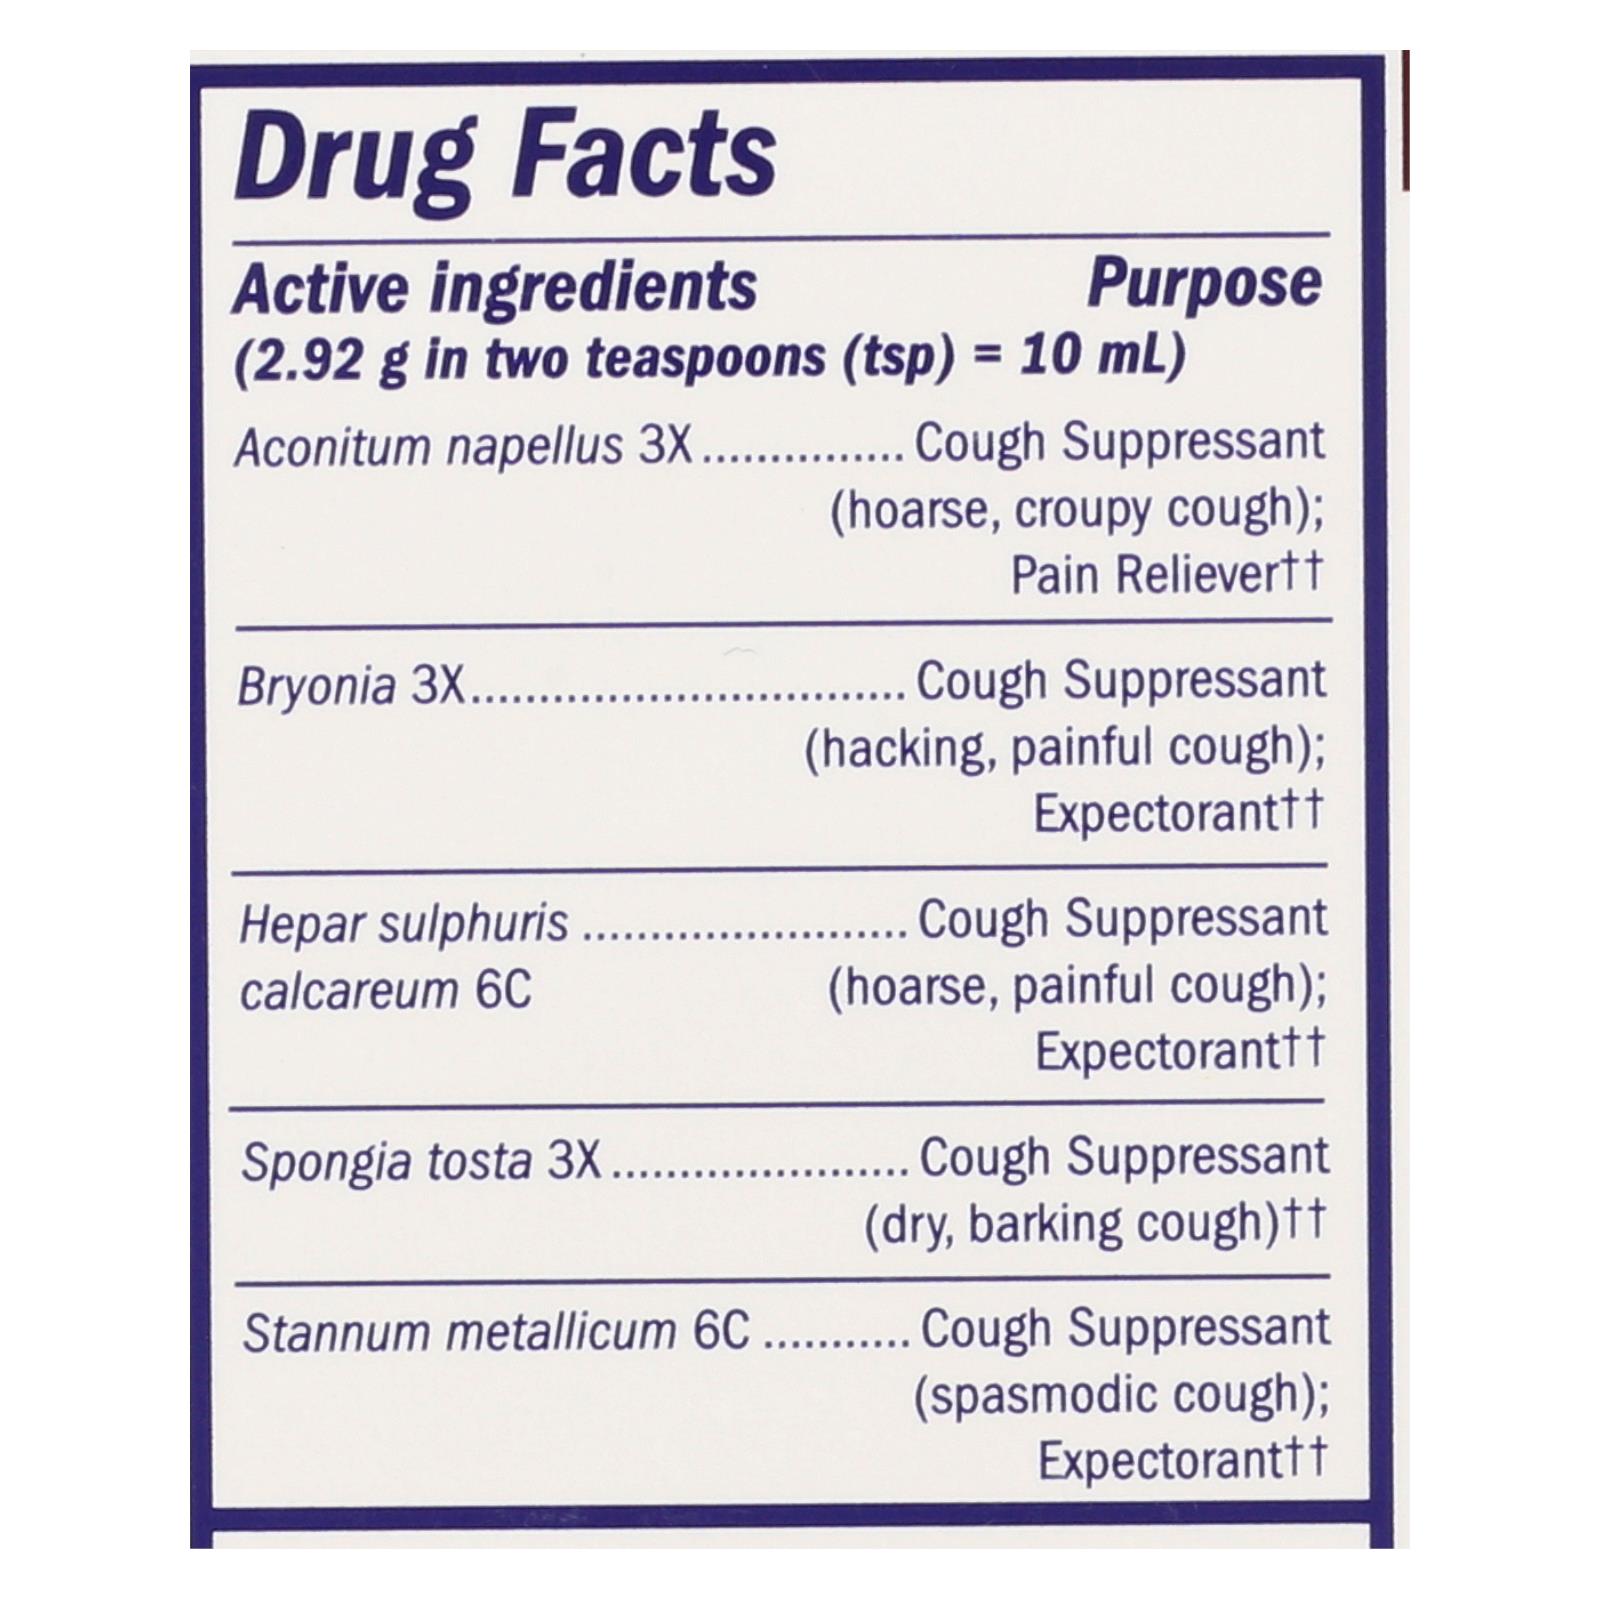 Drug Facts
Active ingredients Purpose
(2.92 g in two teaspoons (tsp) = 10 mL)
Aconitum napellus 3X............... Cough Suppressant
(hoarse, croupy cough);
Pain Reliever††
Bryonia 3X................................ Cough Suppressant
(hacking, painful cough);
Expectorant††
Hepar sulphuris ........................ Cough Suppressant
calcareum 6C (hoarse, painful cough);
Expectorant††
Spongia tosta 3X...................... Cough Suppressant
(dry, barking cough)††
Stannum metallicum 6C ........... Cough Suppressant
(spasmodic cough);
Expectorant††